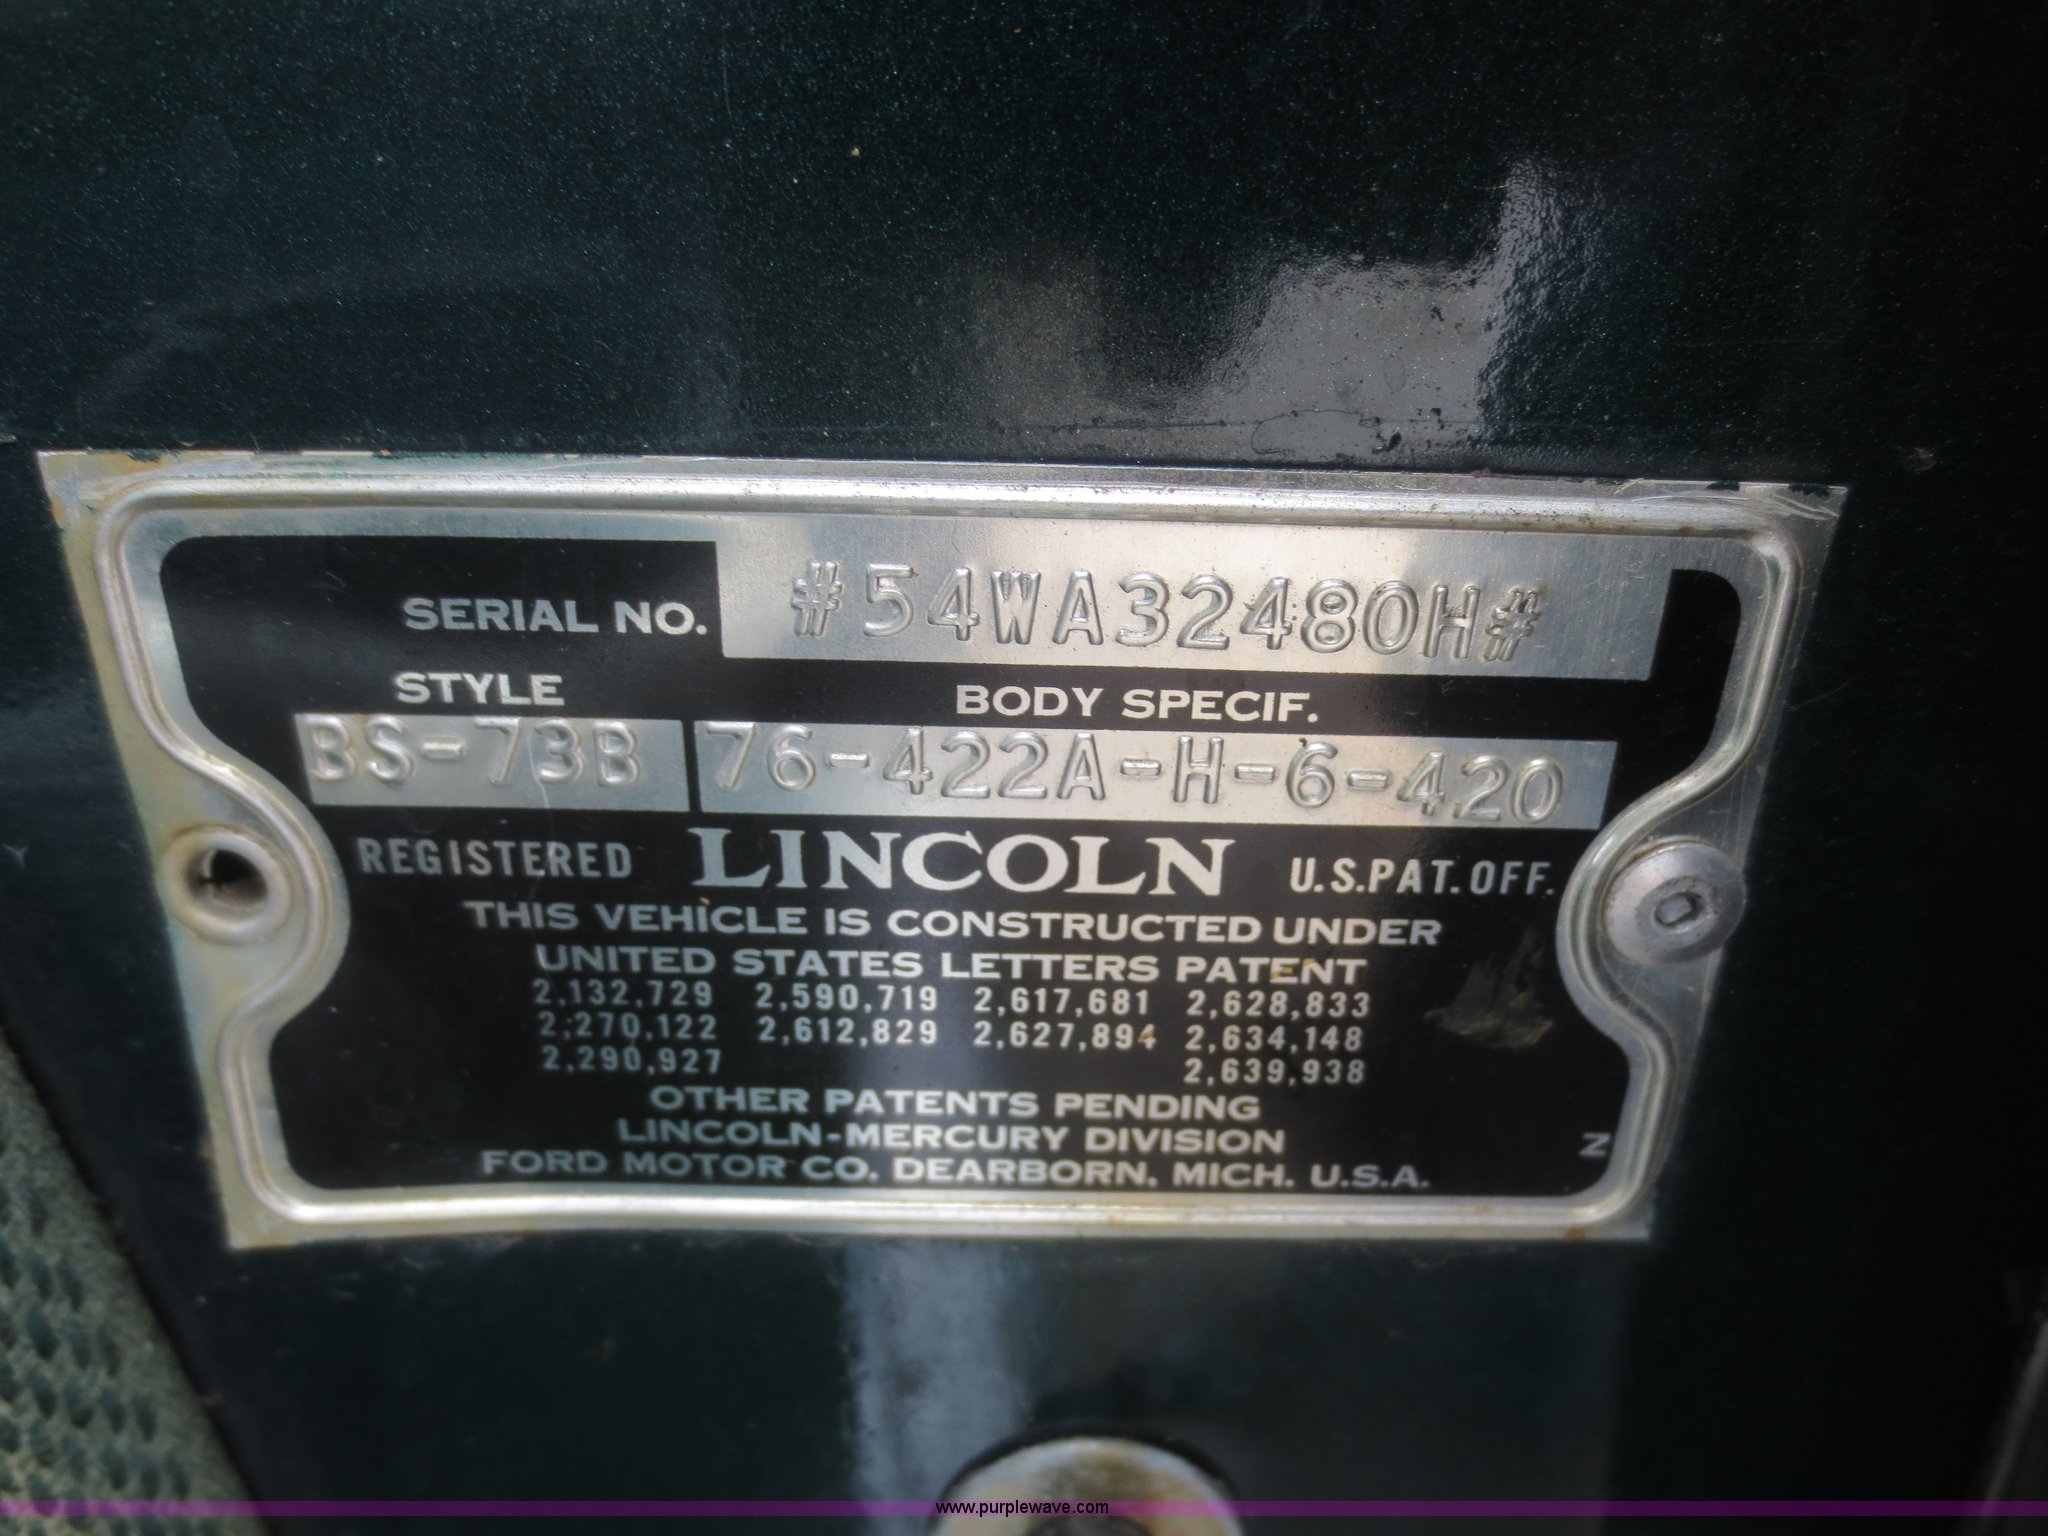 SERIAL NO. #54WA32480H#
STYLE BODY SPECIF.
BS-73B 76-422A-H-6-420
REGISTERED LINCOLN U.S.PAT.OFF.
THIS VEHICLE IS CONSTRUCTED UNDER
UNITED STATES LETTERS PATENT
2,132,729 2,590,719 2,617,681 2,628,833
2,270,122 2,612,829 2,627,894 2,634,148
2,290,927 2,639,938
OTHER PATENTS PENDING
LINCOLN-MERCURY DIVISION
N
FORD MOTOR CO. DEARBORN, MICH. U.S.A.
www.purplewave.com